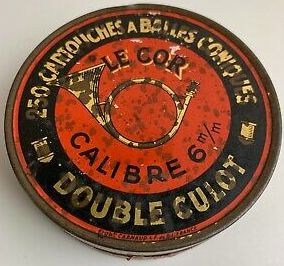 250 CARTOUCHES A BALLES CONIQUES
LE COR
CALIBRE 6 m/m
DOUBLE CULOT